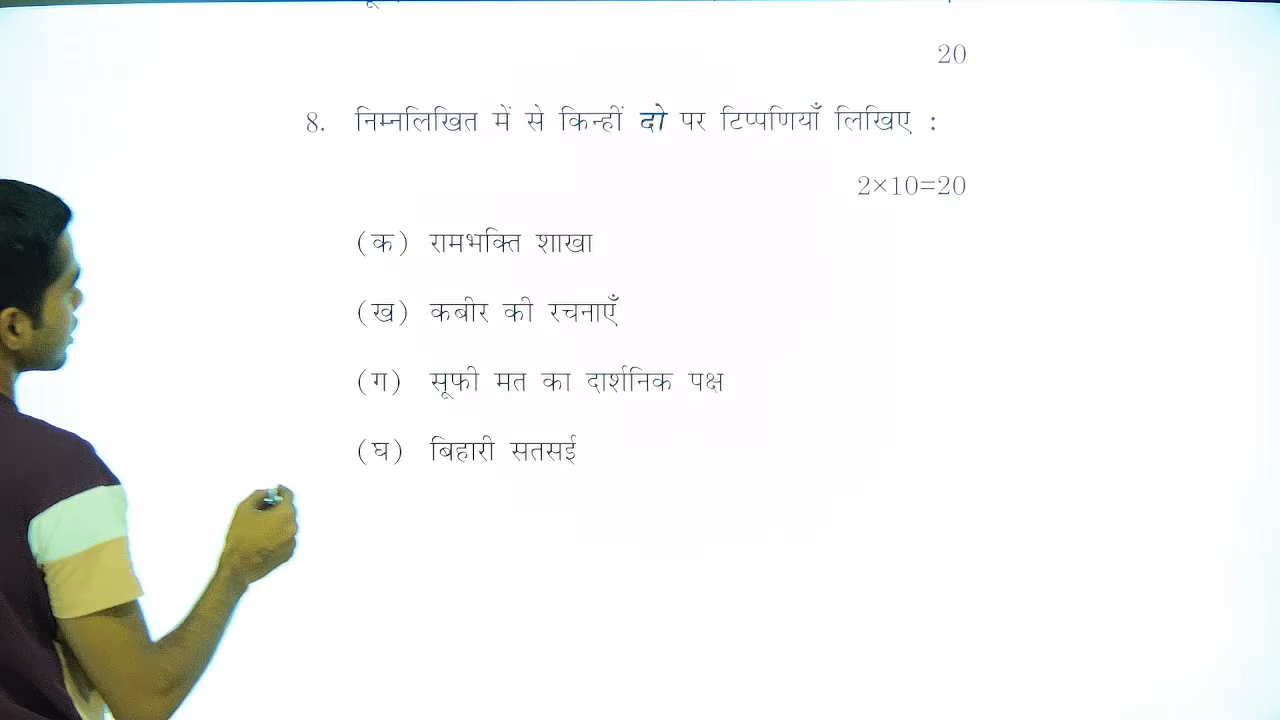 20
8. निम्नलिखित में से किन्हीं दो पर टिप्पणियाँ लिखिए :
2×10=20
(क) रामभक्ति शाखा
(ख) कबीर की रचनाएँ
(ग) सूफी मत का दार्शनिक पक्ष
(घ) बिहारी सतसई